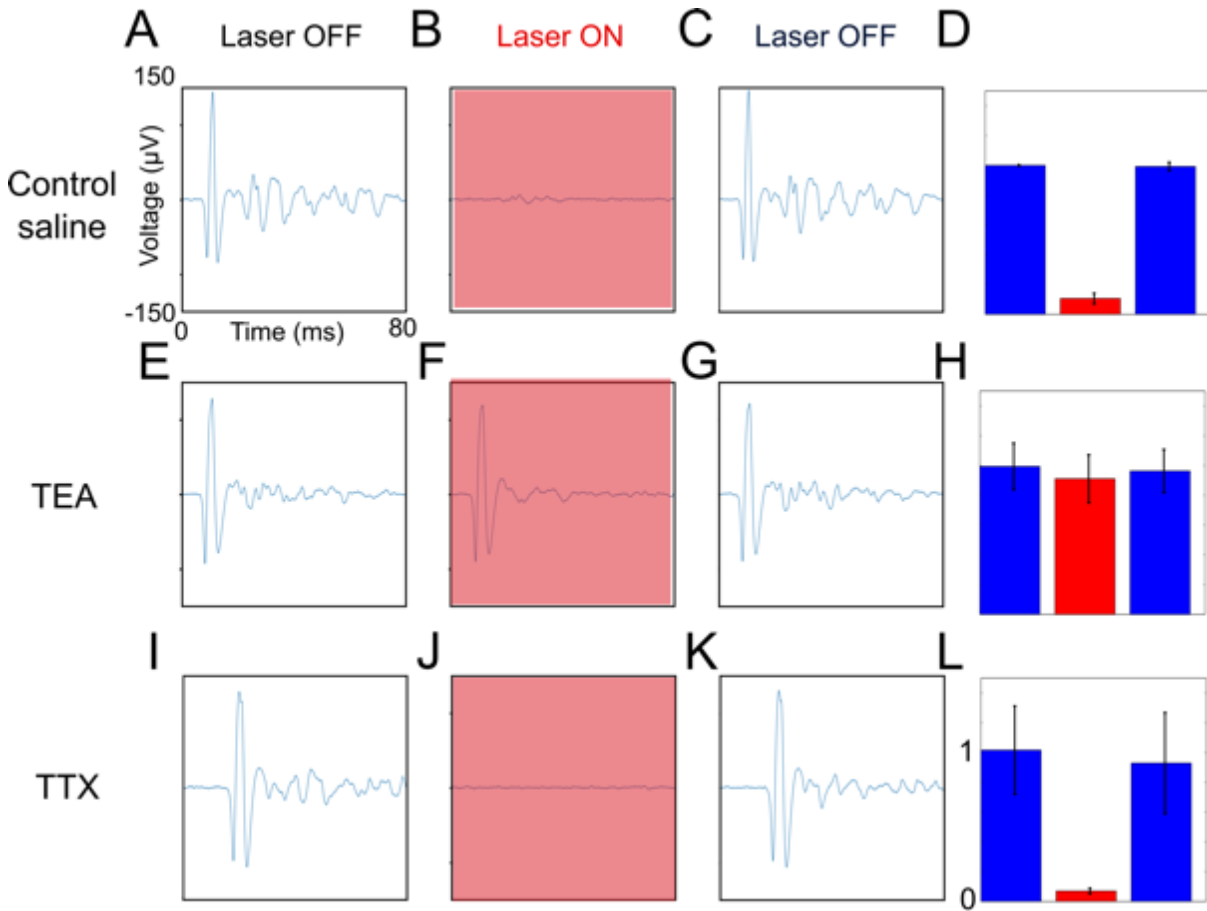 A Laser OFF B Laser ON C Laser OFF D
150
Voltage (μV)
Control
saline
-150
0 Time (ms) 80
E F G H
TEA
I J K L
1
TTX
0